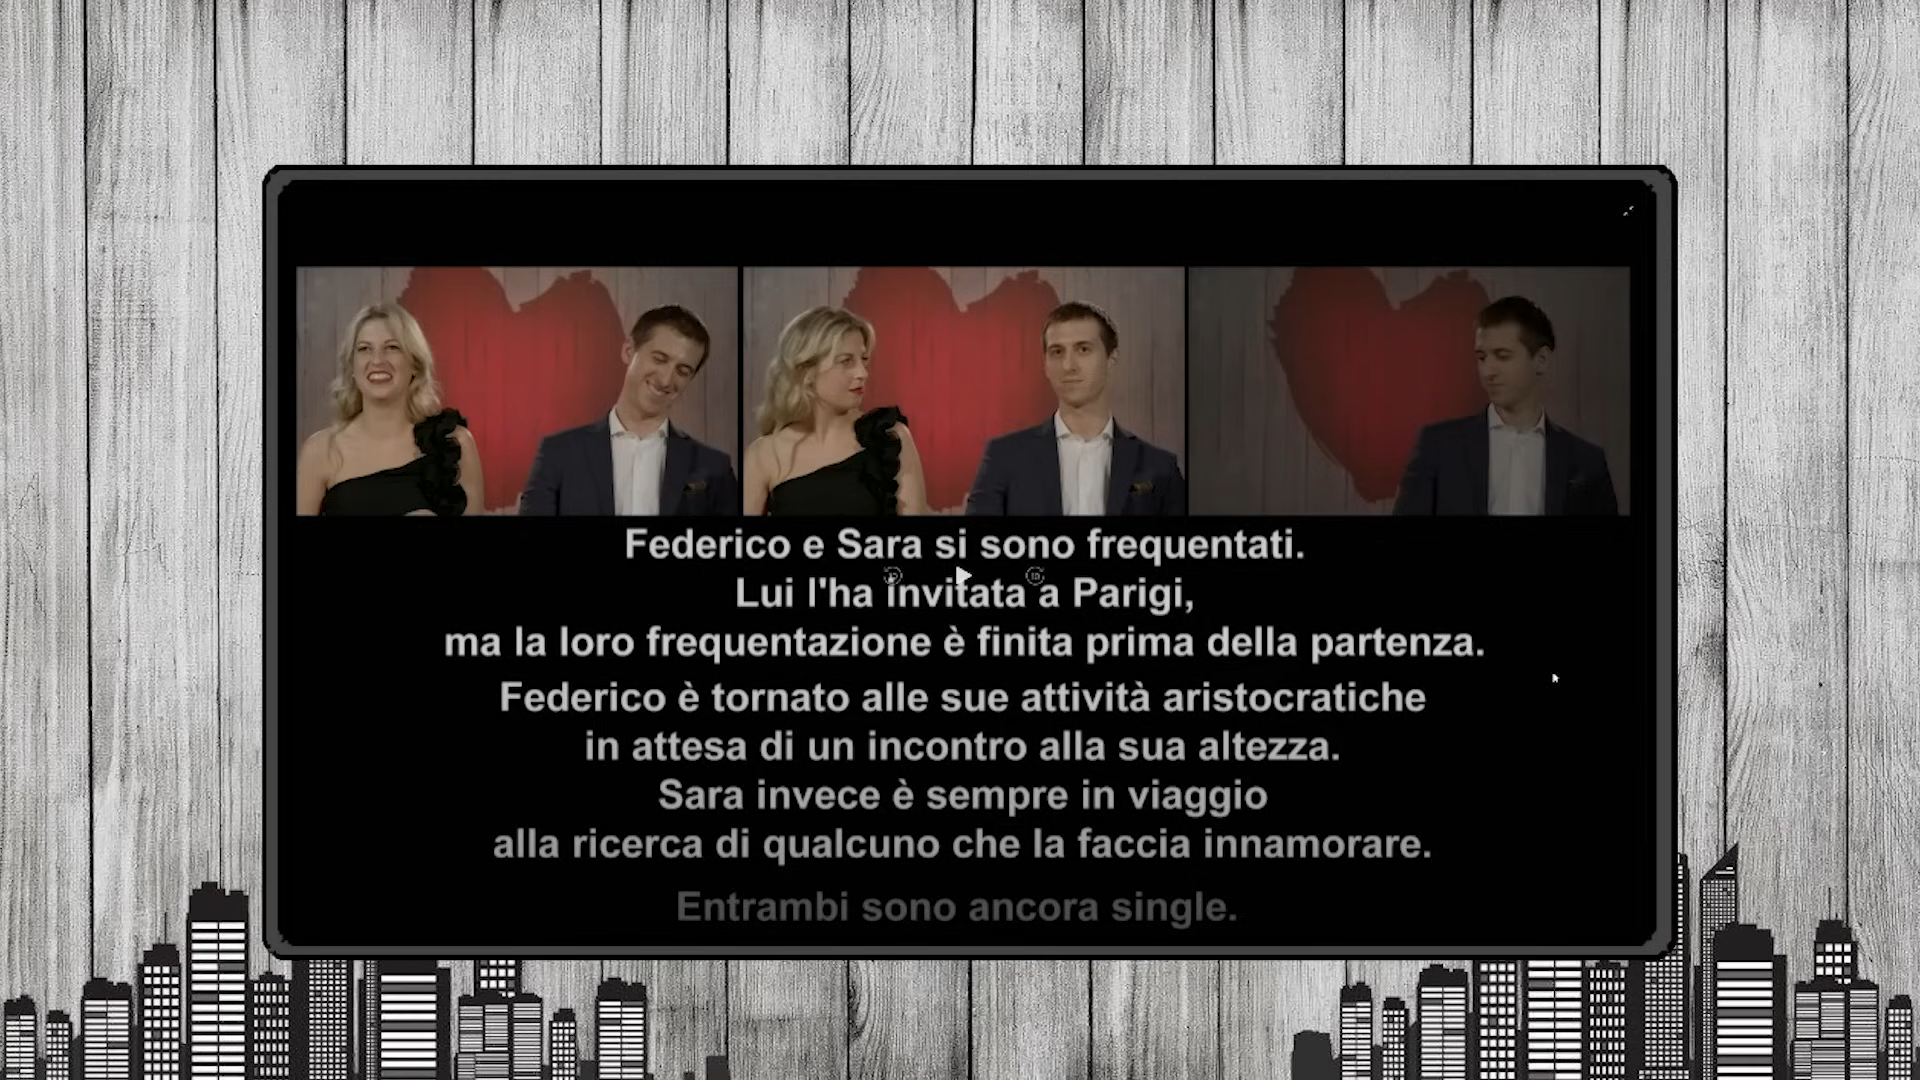 Federico e Sara si sono frequentati.
Lui l'ha invitata a Parigi,
ma la loro frequentazione è finita prima della partenza.
Federico è tornato alle sue attività aristocratiche
in attesa di un incontro alla sua altezza.
Sara invece è sempre in viaggio
alla ricerca di qualcuno che la faccia innamorare.
Entrambi sono ancora single.